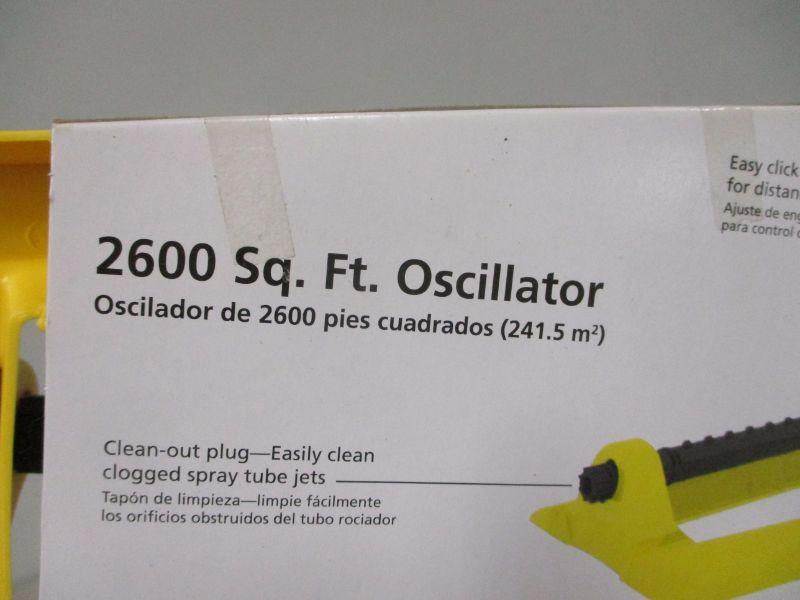 2600 Sq. Ft. Oscillator
Oscilador de 2600 pies cuadrados (241.5 m²)
Easy click
for distan
Ajuste de eng
para control
Clean-out plug—Easily clean
clogged spray tube jets
Tapón de limpieza—limpie fácilmente
los orificios obstruidos del tubo rociador